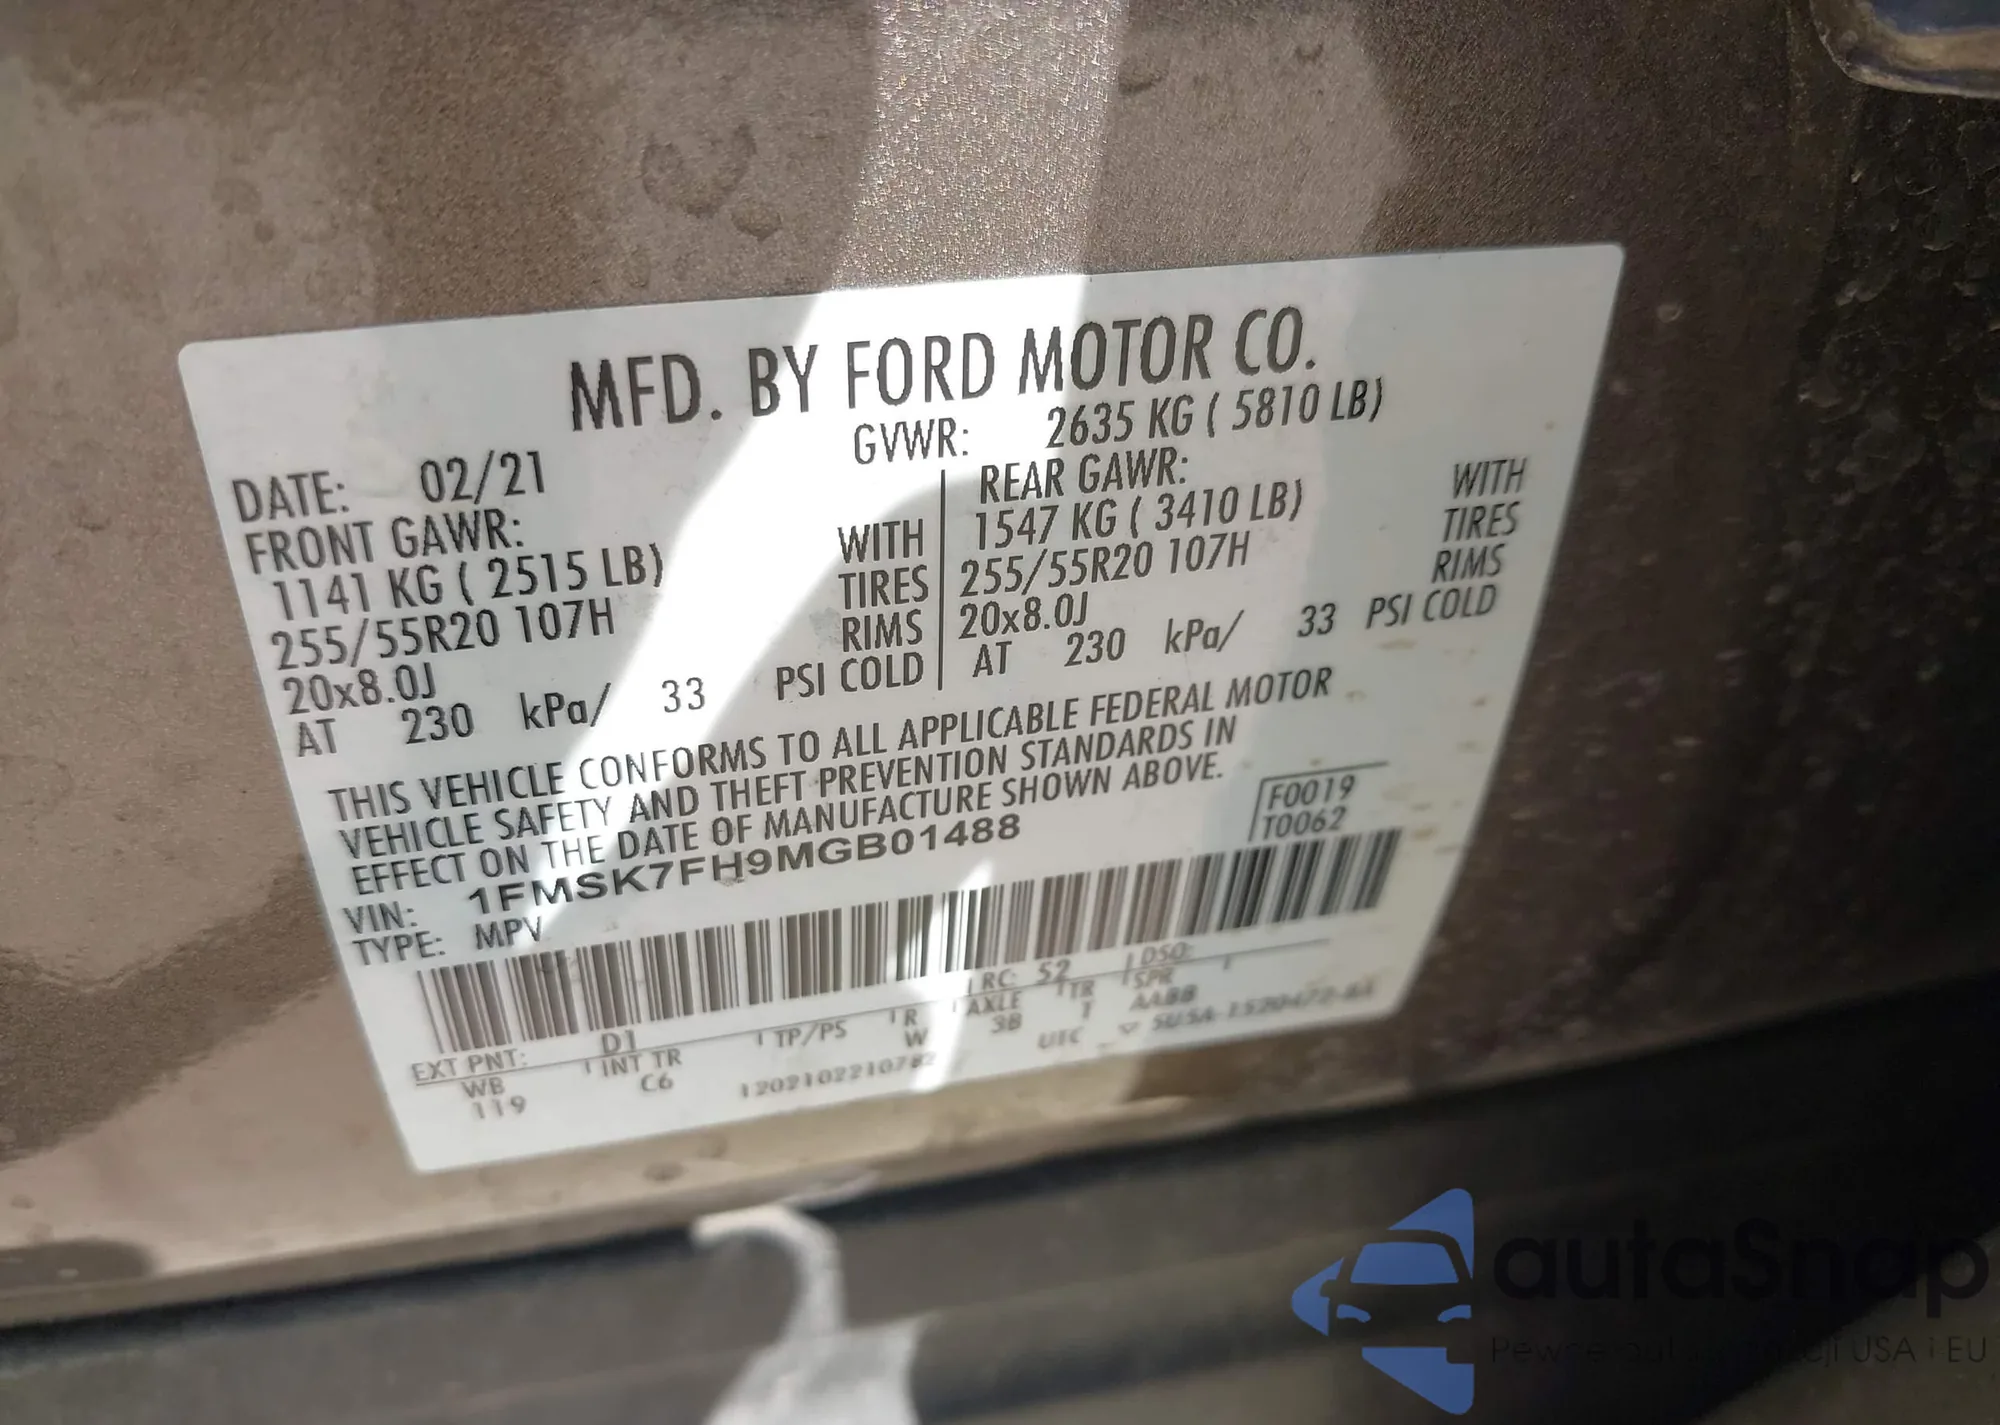 MFD. BY FORD MOTOR CO.
DATE: 02/21 GVWR: 2635 KG ( 5810 LB)
FRONT GAWR: REAR GAWR:
1141 KG ( 2515 LB) WITH 1547 KG ( 3410 LB) WITH
255/55R20 107H TIRES 255/55R20 107H TIRES
20x8.0J RIMS 20x8.0J RIMS
AT 230 kPa/ 33 PSI COLD AT 230 kPa/ 33 PSI COLD
THIS VEHICLE CONFORMS TO ALL APPLICABLE FEDERAL MOTOR
VEHICLE SAFETY AND THEFT PREVENTION STANDARDS IN
EFFECT ON THE DATE OF MANUFACTURE SHOWN ABOVE.
F0019
T0062
VIN: 1FMSK7FH9MGB01488
TYPE: MPV
EXT PNT: D1 RC: 52 DSO:
WB INT TR TP/PS R AXLE TR SPR
119 C6 W 3B 1 AABB
1202102210782 UTC
autaSnap
USA i EU